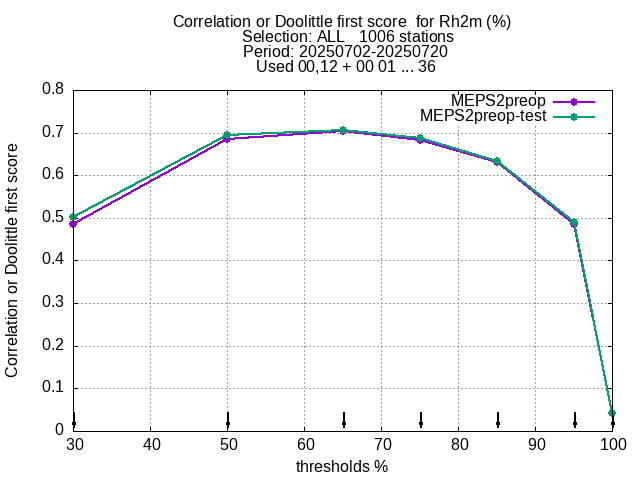 Correlation or Doolittle first score  for Rh2m (%)
Selection: ALL   1006 stations
Period: 20250702-20250720
Used 00,12 + 00 01 ... 36
MEPS2preop
MEPS2preop-test
Correlation or Doolittle first score
0.8
0.7
0.6
0.5
0.4
0.3
0.2
0.1
0
30 40 50 60 70 80 90 100
thresholds %